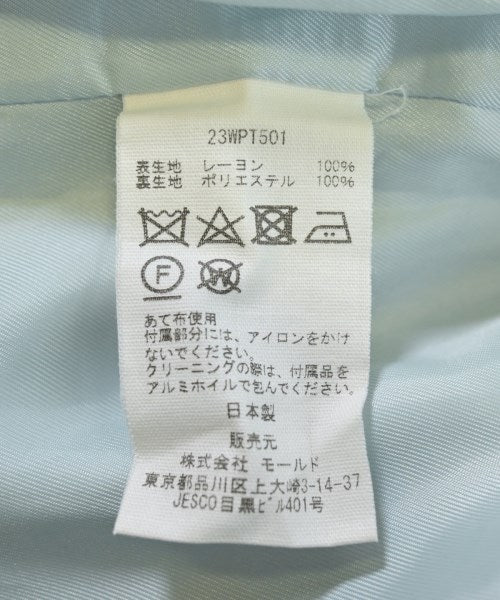 23WPT501
表生地 レーヨン 100%
裏生地 ポリエステル 100%
F
W
あて布使用
付属部分には、アイロンをかけ
ないでください。
クリーニングの際は、付属品を
アルミホイルで包んでください。
日本製
販売元
株式会社 モールド
東京都品川区上大崎3-14-37
JESCO目黒ビル401号